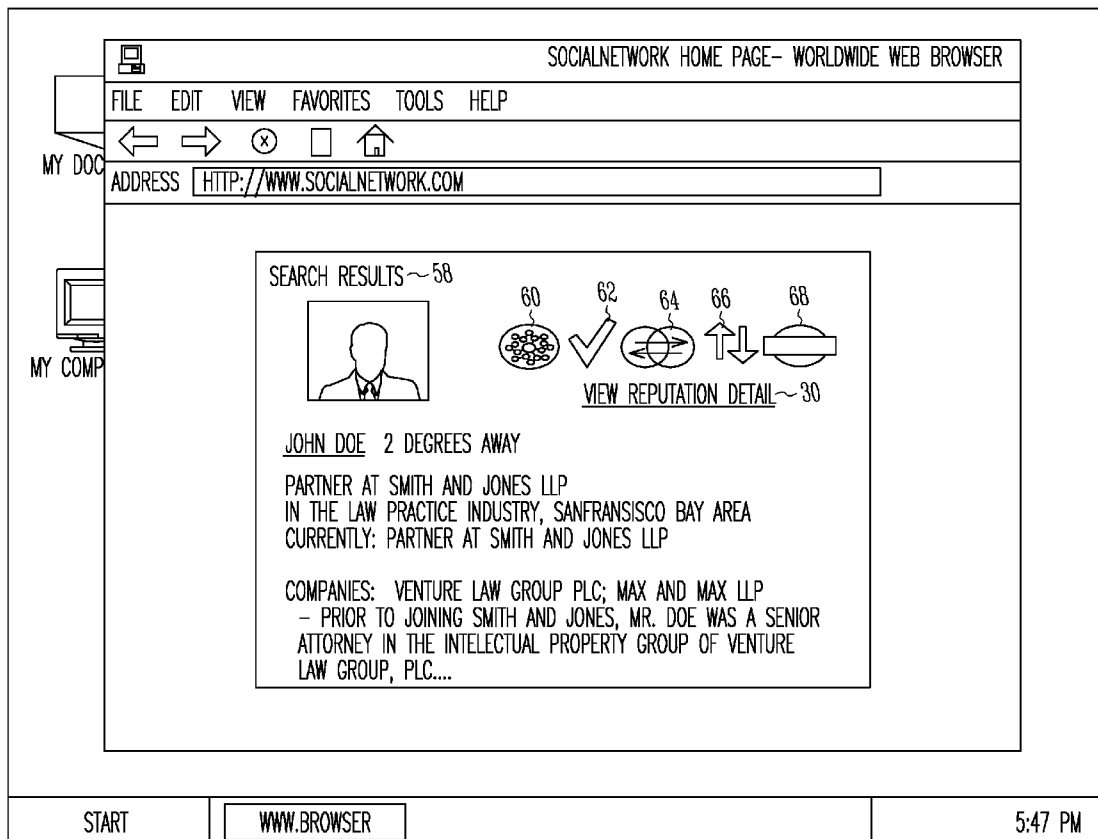 SOCIALNETWORK HOME PAGE- WORLDWIDE WEB BROWSER
FILE EDIT VIEW FAVORITES TOOLS HELP
MY DOC
ADDRESS HTTP://WWW.SOCIALNETWORK.COM
SEARCH RESULTS~58
60 62 64 66 68
MY COMP
VIEW REPUTATION DETAIL~30
JOHN DOE 2 DEGREES AWAY
PARTNER AT SMITH AND JONES LLP
IN THE LAW PRACTICE INDUSTRY, SANFRANSISCO BAY AREA
CURRENTLY: PARTNER AT SMITH AND JONES LLP
COMPANIES: VENTURE LAW GROUP PLC; MAX AND MAX LLP
- PRIOR TO JOINING SMITH AND JONES, MR. DOE WAS A SENIOR
ATTORNEY IN THE INTELECTUAL PROPERTY GROUP OF VENTURE
LAW GROUP, PLC....
START WWW.BROWSER 5:47 PM